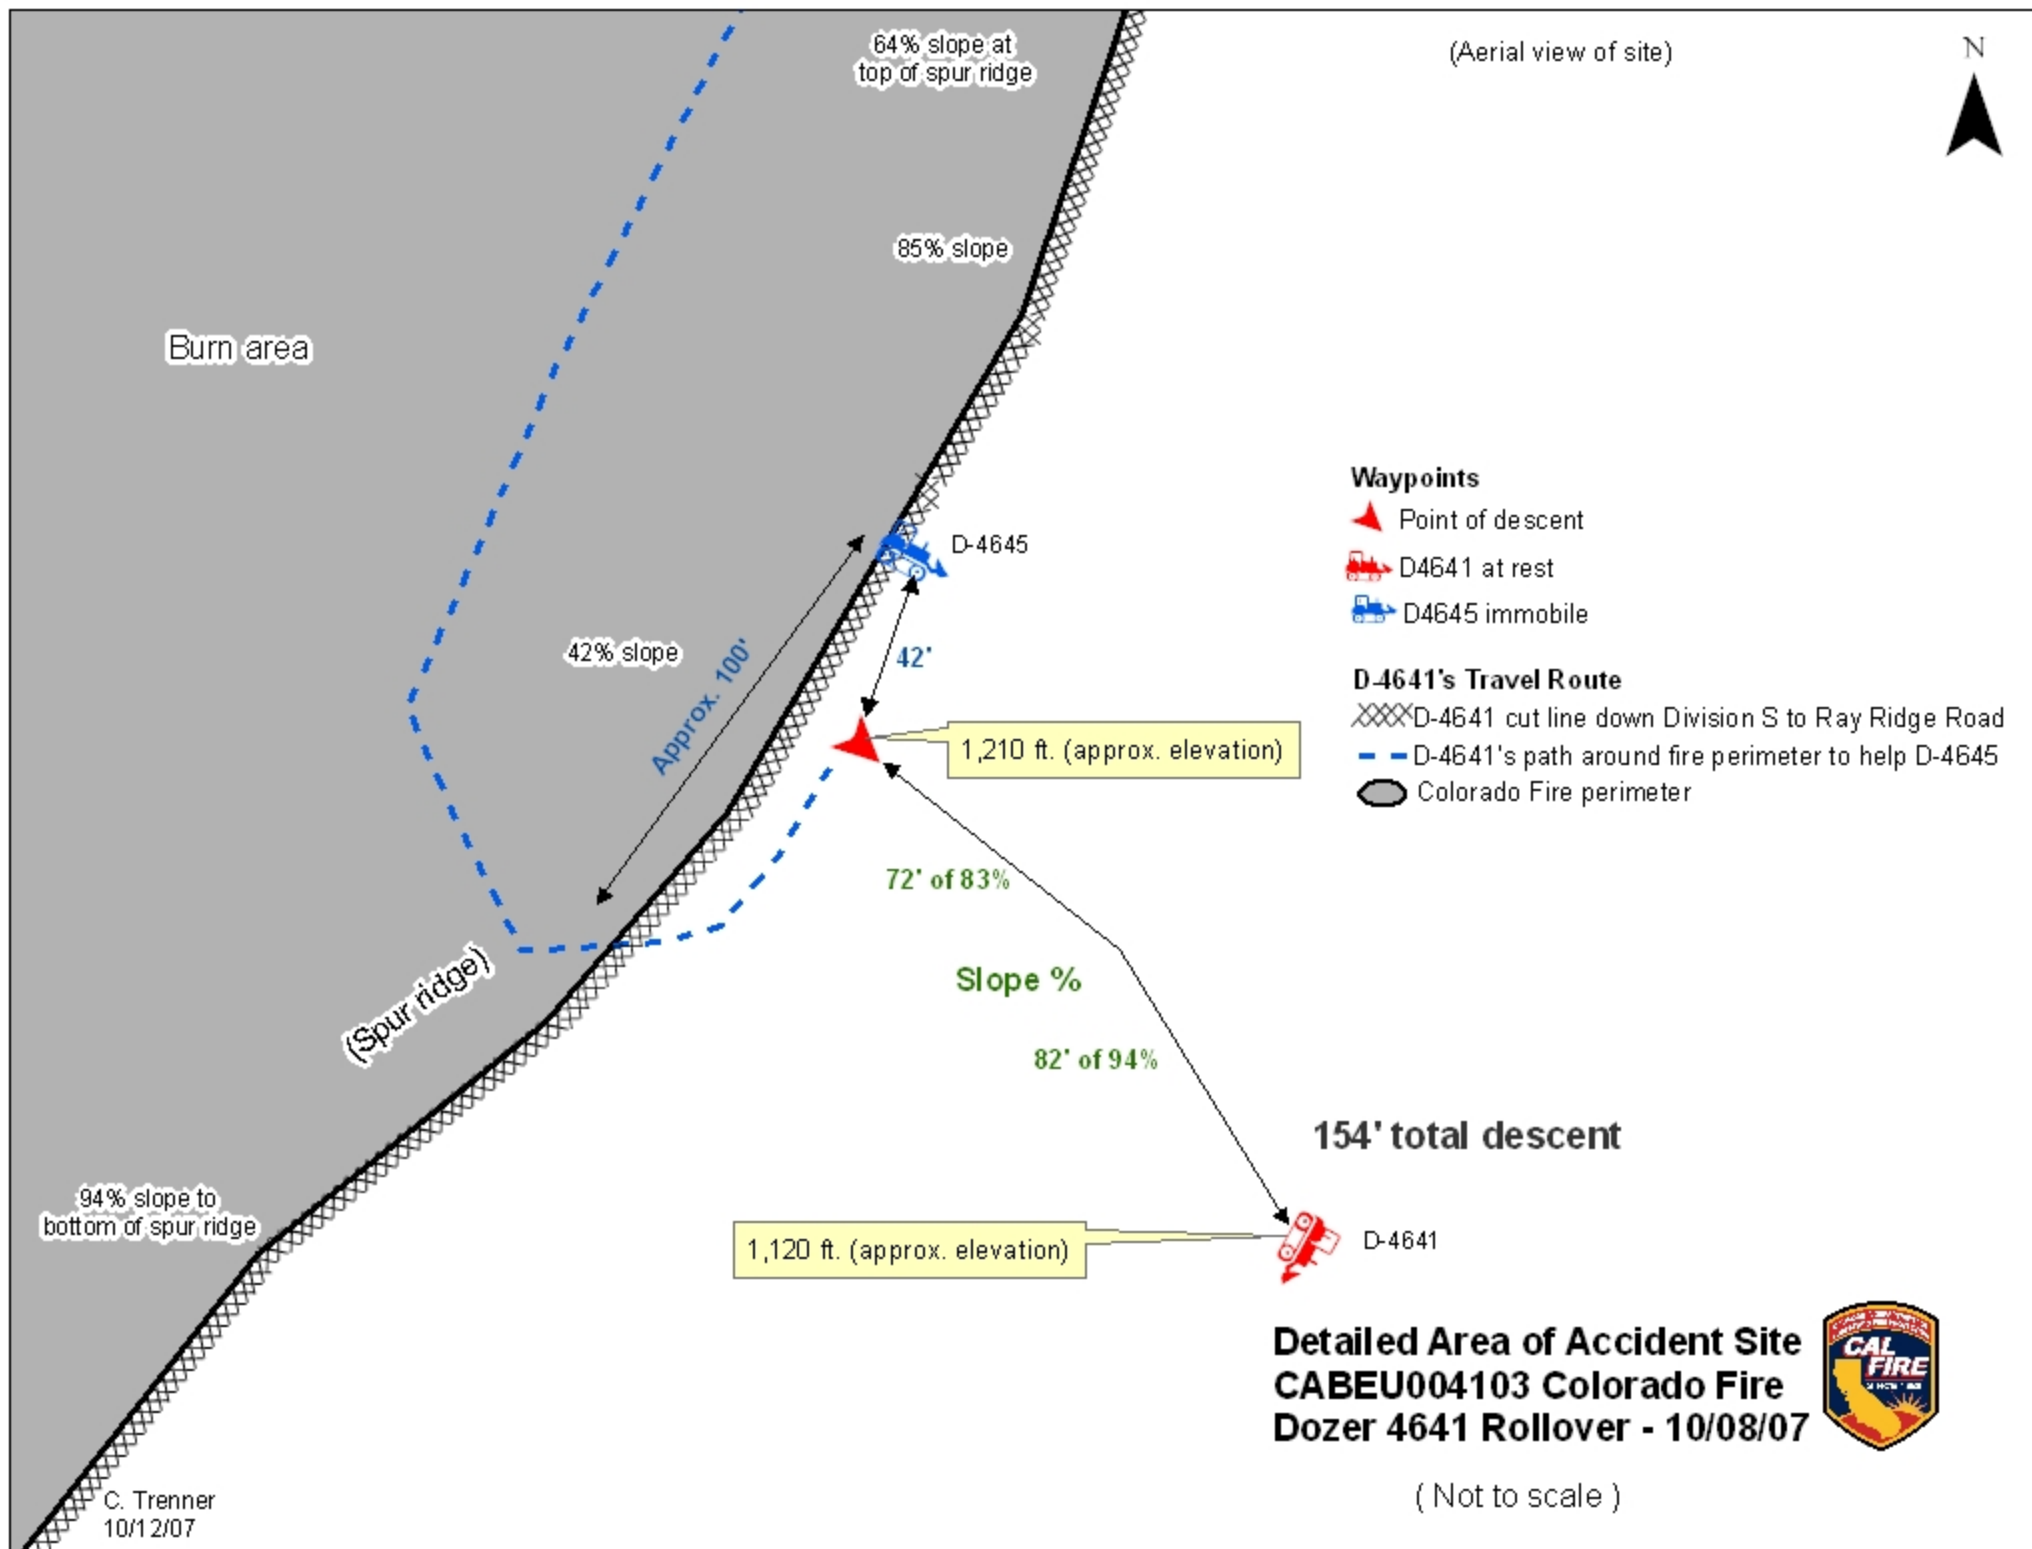 64% slope at
top of spur ridge
(Aerial view of site)
N
85% slope
Burn area
Waypoints
Point of descent
D4641 at rest
D4645 immobile
D-4645
42% slope
Approx. 100'
42'
D-4641's Travel Route
D-4641 cut line down Division S to Ray Ridge Road
D-4641's path around fire perimeter to help D-4645
Colorado Fire perimeter
1,210 ft. (approx. elevation)
72' of 83%
Slope %
(Spur ridge)
82' of 94%
154' total descent
94% slope to
bottom of spur ridge
1,120 ft. (approx. elevation)
D-4641
Detailed Area of Accident Site
CABEU004103 Colorado Fire
Dozer 4641 Rollover - 10/08/07
CAL
FIRE
( Not to scale )
C. Trenner
10/12/07